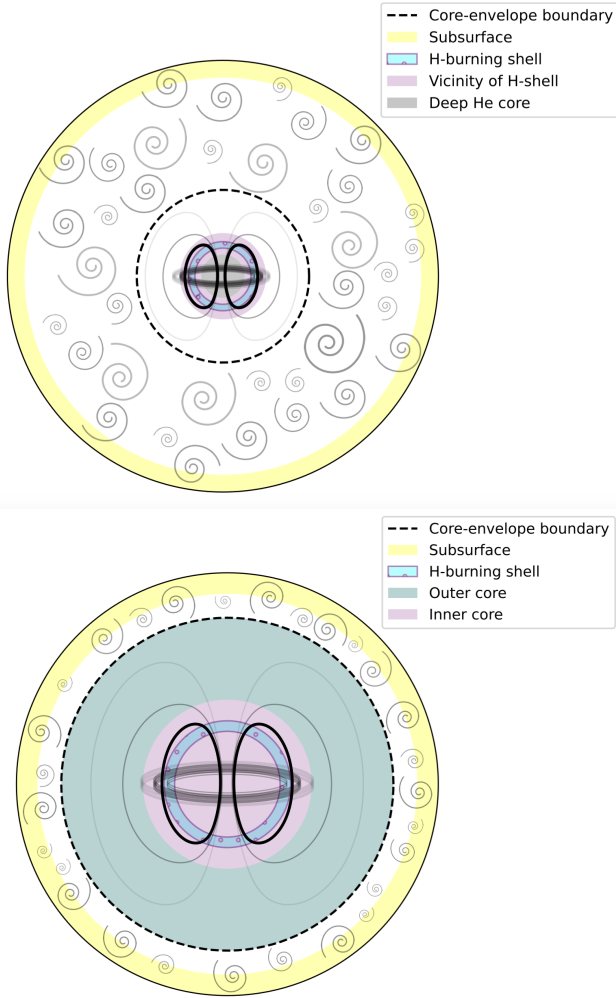 Core-envelope boundary
Subsurface
H-burning shell
Vicinity of H-shell
Deep He core
Core-envelope boundary
Subsurface
H-burning shell
Outer core
Inner core